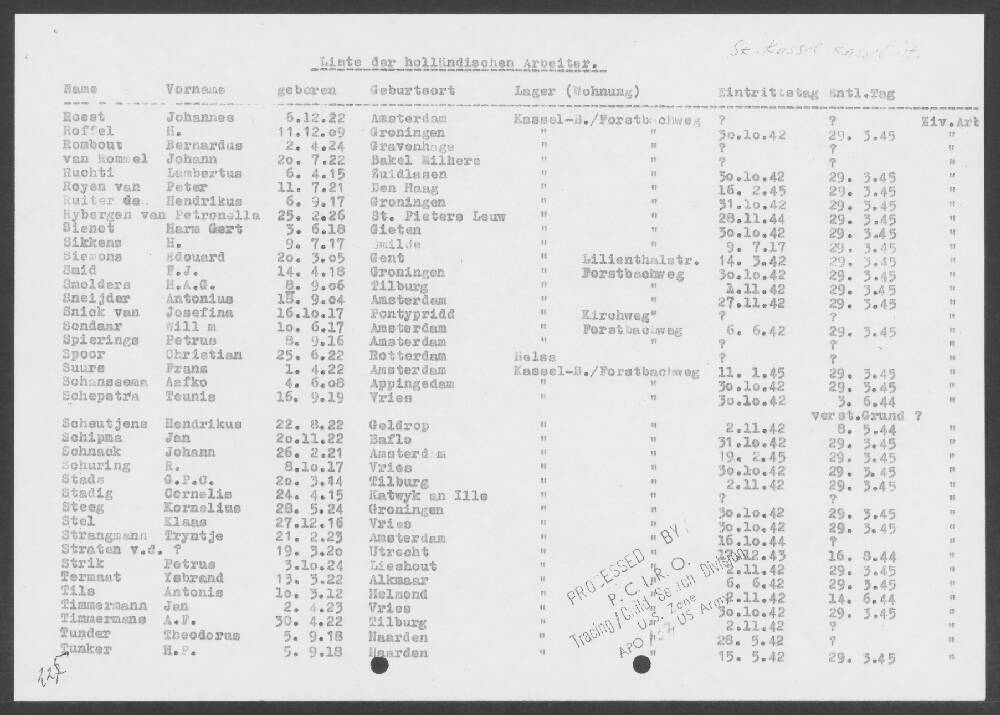 St. Kassel Kassel
Liste der holländischen Arbeiter.
Name Vorname geboren Geburtsort Lager (Wohnung) Eintrittstag Entl.Tag
Roest Johannes 6.12.22 Amsterdam Kassel-B./Forstbachweg ? ? Ziv.Arb
Hoffel H. 11.12.09 Groningen " " 30.10.42 29. 3.45 "
Rombout Bernardus 2. 4.24 Gravenhage " " ? ? "
van Rommel Johann 20. 7.22 Bakel Milhers " " ? ? "
Ruchti Lambertus 6. 4.15 Zuidlasen " " 30.10.42 29. 3.45 "
Royen van Peter 11. 7.21 Den Haag " " 16. 2.45 29. 3.45 "
Ruiter de. Hendrikus 6. 9.17 Groningen " " 31.10.42 29. 3.45 "
Rybergen van Petronella 25. 2.26 St. Pieters Leuw " " 28.11.44 29. 3.45 "
Sienot Harm Gert 3. 6.18 Gieten " " 30.10.42 29. 3.45 "
Sikkens H. 9. 7.17 Smilde " " 9. 7.17 29. 3.45 "
Siemons Edouard 20. 3.05 Gent " Lilienthalstr. 14. 3.42 29. 3.45 "
Smid F.J. 14. 4.18 Groningen " Forstbachweg 30.10.42 29. 3.45 "
Smolders H.A.G. 8. 9.06 Tilburg " " 1.11.42 29. 3.45 "
Sneijder Antonius 9.04 Amsterdam " " 27.11.42 29. 3.45 "
Snick van Josefina 16.10.17 Pontypridd " Kirchweg" ? ? "
Sondaar Will m 10. 6.17 Amsterdam " Forstbachweg 6. 6.42 29. 3.45 "
Spierings Petrus 8. 9.16 Amsterdam " " ? ? "
Spoor Christian 25. 6.22 Rotterdam Helsa ? ? "
Suurs Frans 1. 4.22 Amsterdam Kassel-B./Forstbachweg 11. 1.45 29. 3.45 "
Schanssema Aafko 4. 6.08 Appingedam " " 30.10.42 29. 3.45 "
Schepstra Teunis 16. 9.19 Vries " " 30.10.42 3. 6.44 "
verst.Grund ?
Scheutjens Hendrikus 22. 8.22 Geldrop " " 2.11.42 8. 5.44 "
Schipma Jan 20.11.22 Baflo " " 31.10.42 29. 3.45 "
Schnack Johann 26. 2.21 Amsterdam " " 19. 2.45 29. 3.45 "
Schuring R. 8.10.17 Vries " " 30.10.42 29. 3.45 "
Stads G.P.C. 20. 3.14 Tilburg " " 2.11.42 29. 3.45 "
Stadig Cornelis 24. 4.15 Katwyk an Ille " " ? ? "
Steeg Kornelius 28. 5.24 Groningen " " 30.10.42 29. 3.45 "
Stel Klaas 27.12.16 Vries " " 30.10.42 29. 3.45 "
Strangmann Tryntje 21. 2.23 Amsterdam " 16.10.44 ? "
Straten v.d. ? 19. 3.20 Utrecht " 12.43 16. 8.44 "
Strik Petrus 3.10.24 Lieshout " 2.11.42 29. 3.45 "
Termaat Ysbrand 13. 3.22 Alkmaar " 6. 6.42 29. 3.45 "
Tils Antonis 10. 3.12 Helmond " 2.11.42 14. 6.44 "
Timmermann Jan 2. 4.23 Vries " 30.10.42 29. 3.45 "
Timmermans A.P. 30. 4.22 Tilburg " 2.11.42 ? "
Tunder Theodorus 5. 9.18 Naarden " 28. 5.42 ? "
Tunker H.P. 5. 9.18 Naarden " 15. 5.42 29. 3.45 "
PROCESSED BY
P. C. I. R. O.
Tracing/Child Search Division
U.S. Zone
APO US Army